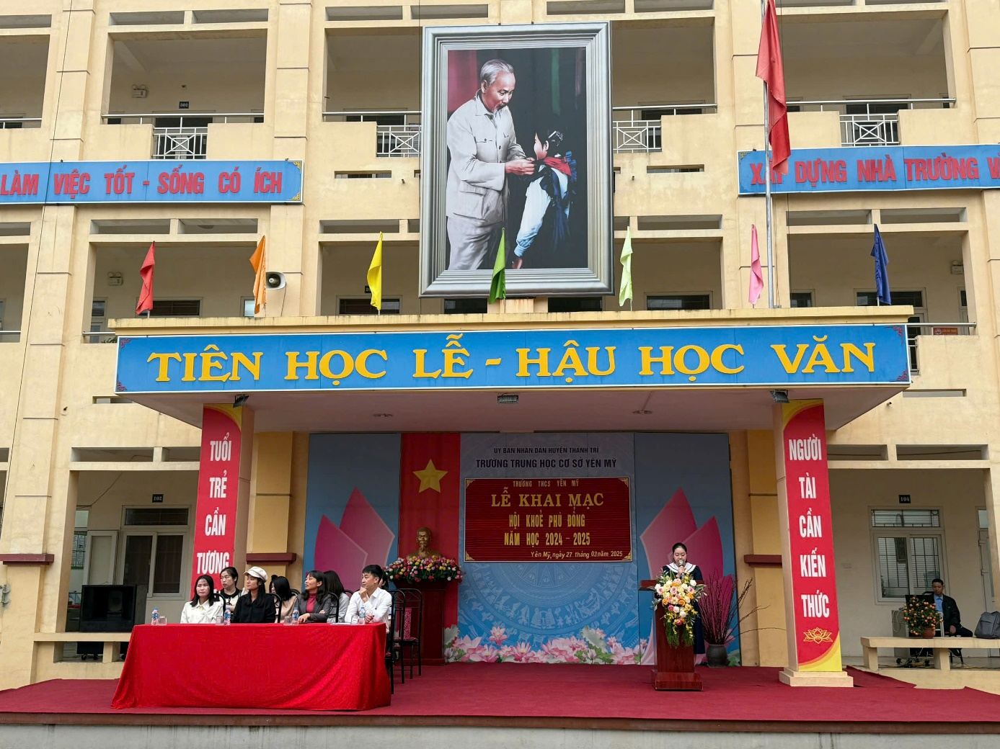 LÀM VIỆC TỐT - SỐNG CÓ ÍCH
XÂY DỰNG NHÀ TRƯỜNG
TIÊN HỌC LỄ - HẬU HỌC VĂN
TUỔI
TRẺ
CẦN
TƯƠNG
NGƯỜI
TÀI
CẦN
KIẾN
THỨC
ỦY BAN NHÂN DÂN HUYỆN THANH TRÌ
TRƯỜNG TRUNG HỌC CƠ SỞ YÊN MỸ
TRƯỜNG THCS YÊN MỸ
LỄ KHAI MẠC
HỘI KHOẺ PHÙ ĐỔNG
NĂM HỌC 2024 - 2025
Yên Mỹ, ngày 27 tháng 03 năm 2025
302
102
104